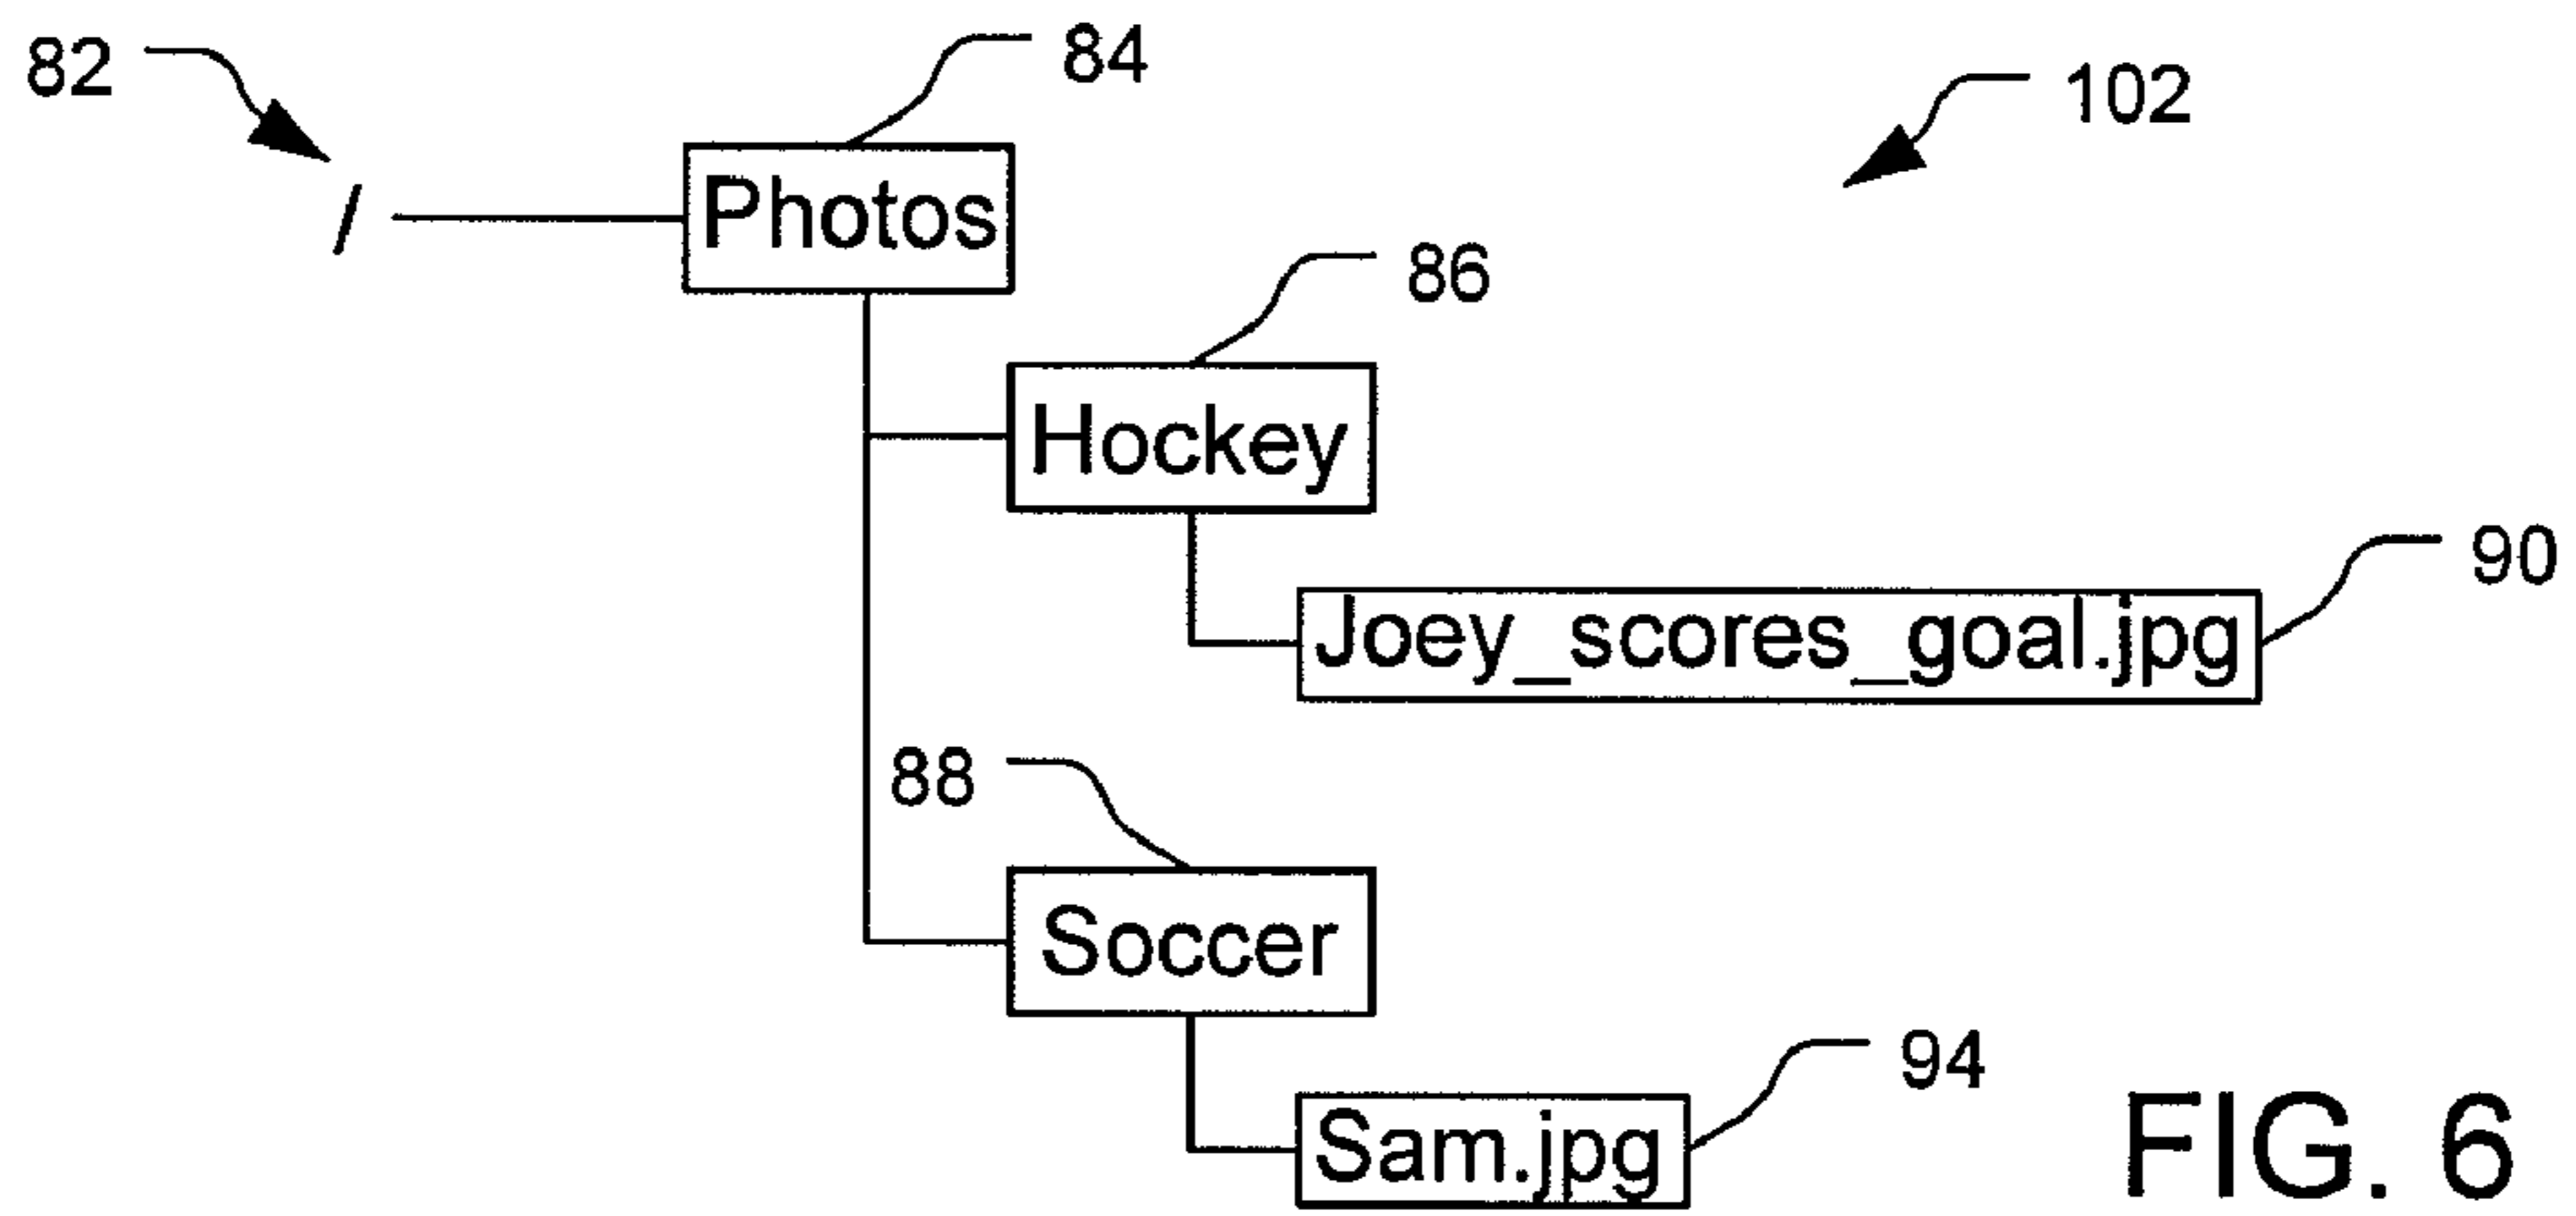 82
84
102
/
Photos
86
Hockey
90
Joey_scores_goal.jpg
88
Soccer
94
Sam.jpg
FIG. 6